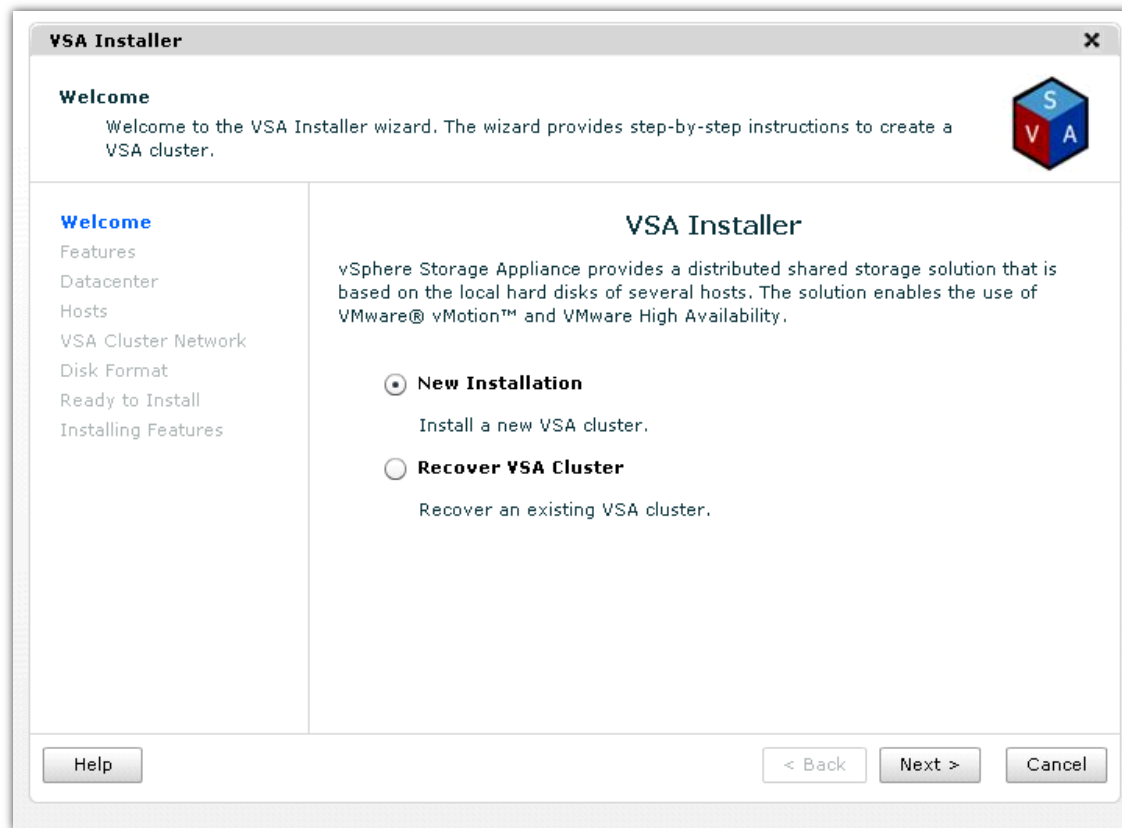 VSA Installer
Welcome
Welcome to the VSA Installer wizard. The wizard provides step-by-step instructions to create a
VSA cluster.
S
V A
Welcome
Features
Datacenter
Hosts
VSA Cluster Network
Disk Format
Ready to Install
Installing Features
VSA Installer
vSphere Storage Appliance provides a distributed shared storage solution that is
based on the local hard disks of several hosts. The solution enables the use of
VMware® vMotion™ and VMware High Availability.
New Installation
Install a new VSA cluster.
Recover VSA Cluster
Recover an existing VSA cluster.
Help
< Back
Next >
Cancel